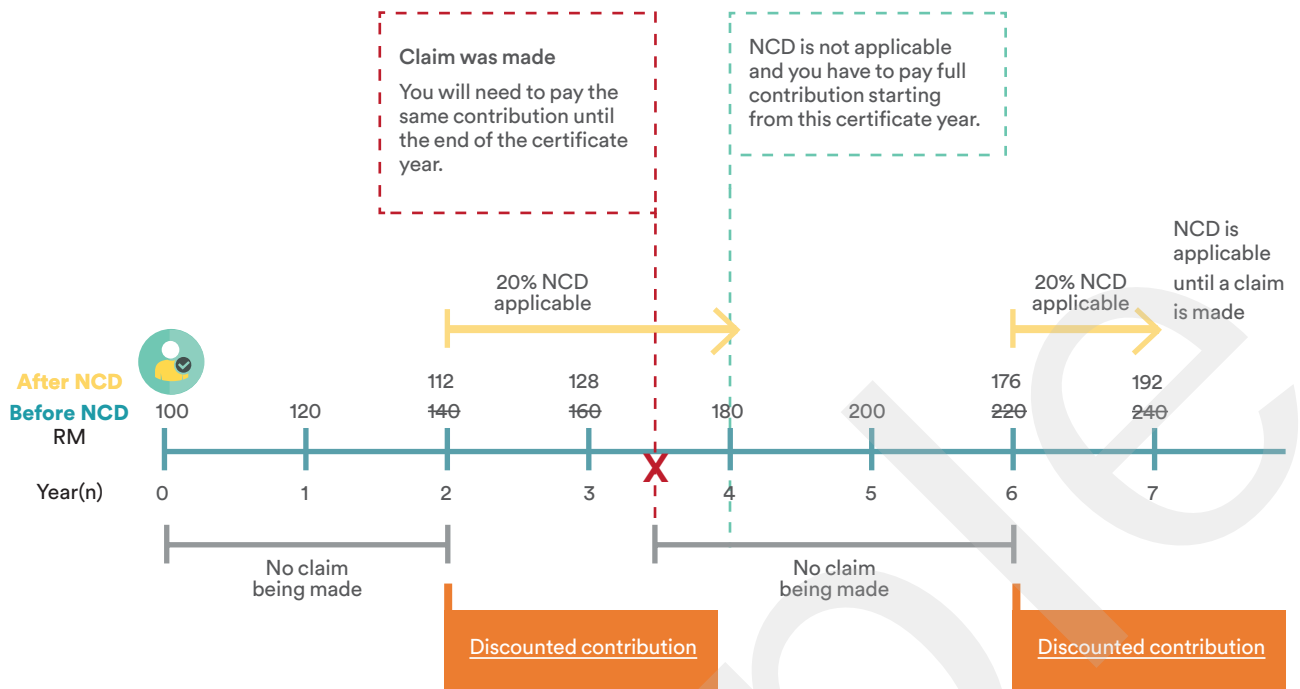 Claim was made
You will need to pay the
same contribution until
the end of the certificate
year.
NCD is not applicable
and you have to pay full
contribution starting
from this certificate year.
NCD is
applicable
until a claim
is made
20% NCD
applicable
20% NCD
applicable
After NCD 112 128 176 192
Before NCD 100 120 140 160 180 200 220 240
RM
X
Year(n) 0 1 2 3 4 5 6 7
No claim
being made
No claim
being made
Discounted contribution
Discounted contribution